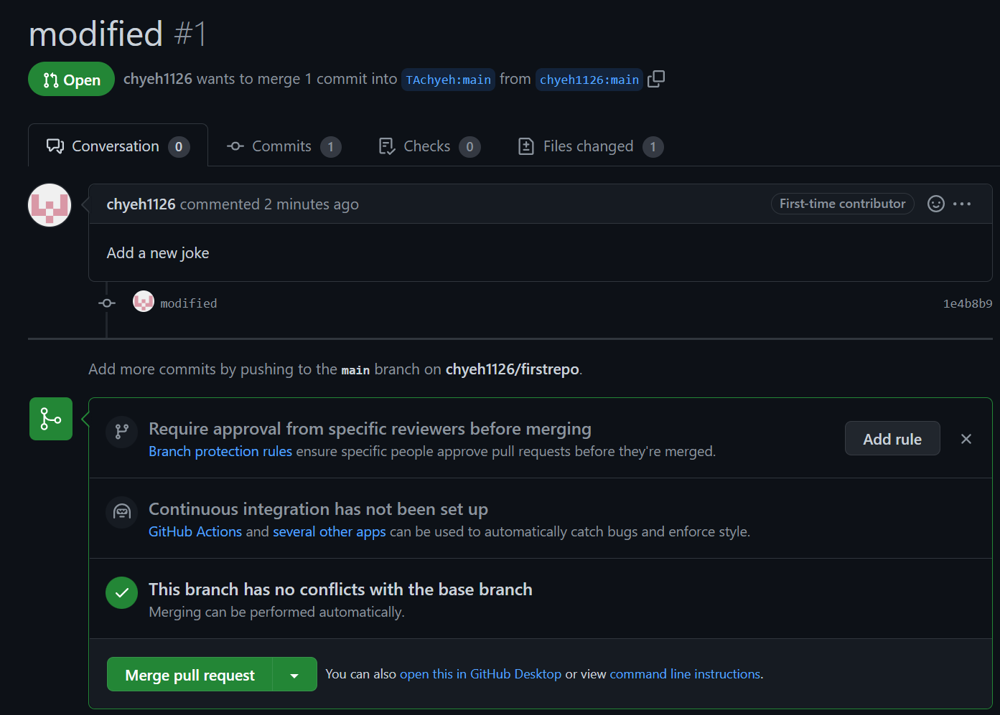 modified #1
Open chyeh1126 wants to merge 1 commit into TAchyeh:main from chyeh1126:main
Conversation 0 Commits 1 Checks 0 Files changed 1
chyeh1126 commented 2 minutes ago First-time contributor
Add a new joke
modified 1e4b8b9
Add more commits by pushing to the main branch on chyeh1126/firstrepo.
Require approval from specific reviewers before merging
Branch protection rules ensure specific people approve pull requests before they're merged.
Add rule
Continuous integration has not been set up
GitHub Actions and several other apps can be used to automatically catch bugs and enforce style.
This branch has no conflicts with the base branch
Merging can be performed automatically.
Merge pull request You can also open this in GitHub Desktop or view command line instructions.